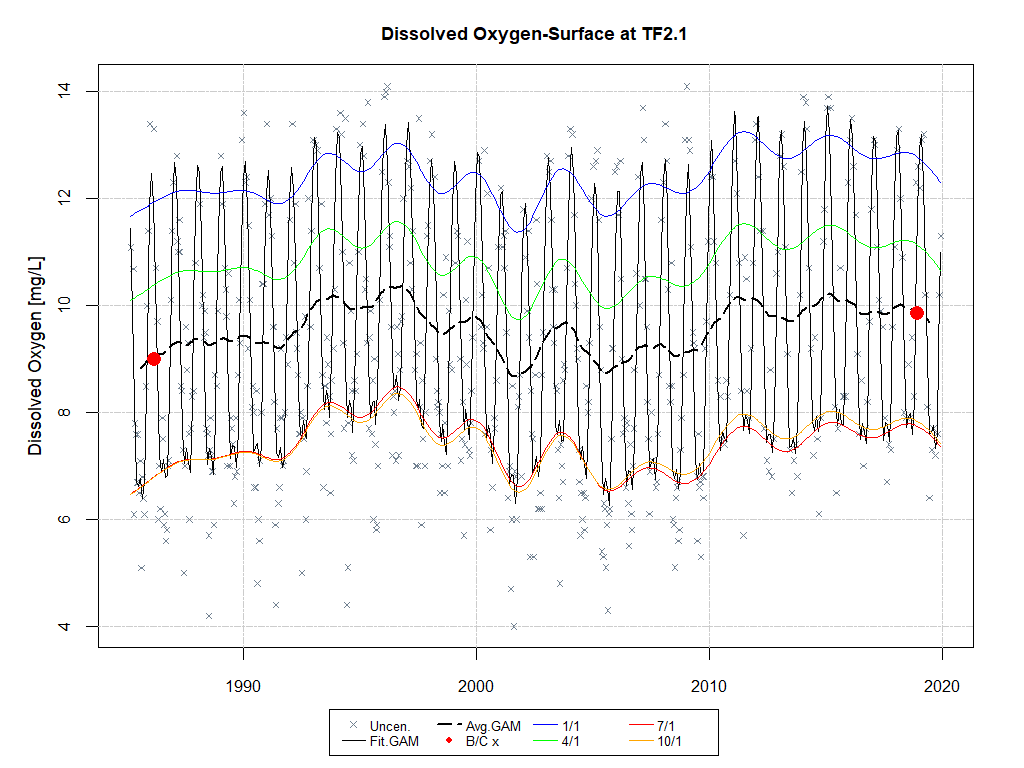 Dissolved Oxygen-Surface at TF2.1
Dissolved Oxygen [mg/L]
14
12
10
8
6
4
1990
2000
2010
2020
Uncen.
Avg.GAM
1/1
7/1
Fit.GAM
B/C x
4/1
10/1